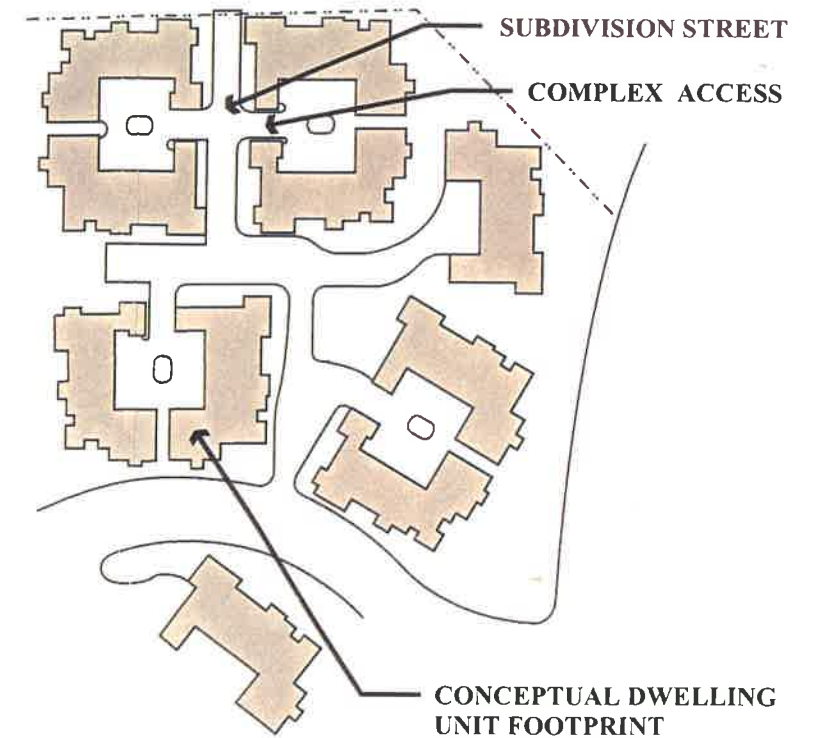 SUBDIVISION STREET
COMPLEX ACCESS
CONCEPTUAL DWELLING
UNIT FOOTPRINT